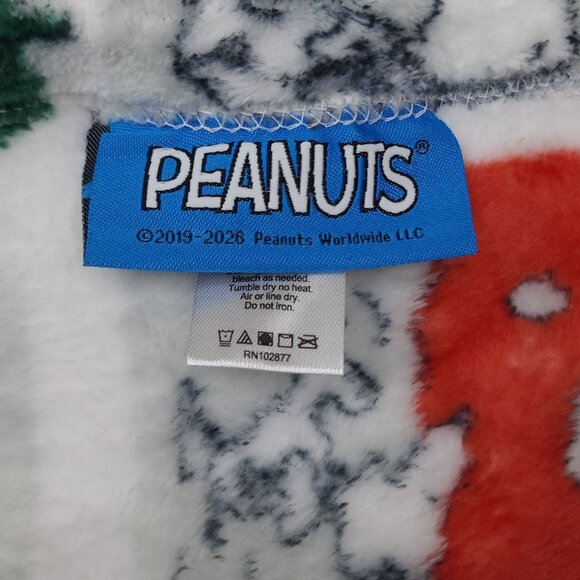 PEANUTS®
©2019-2026 Peanuts Worldwide LLC
bleach as needed.
Tumble dry no heat.
Air or line dry.
Do not iron.
RN102877